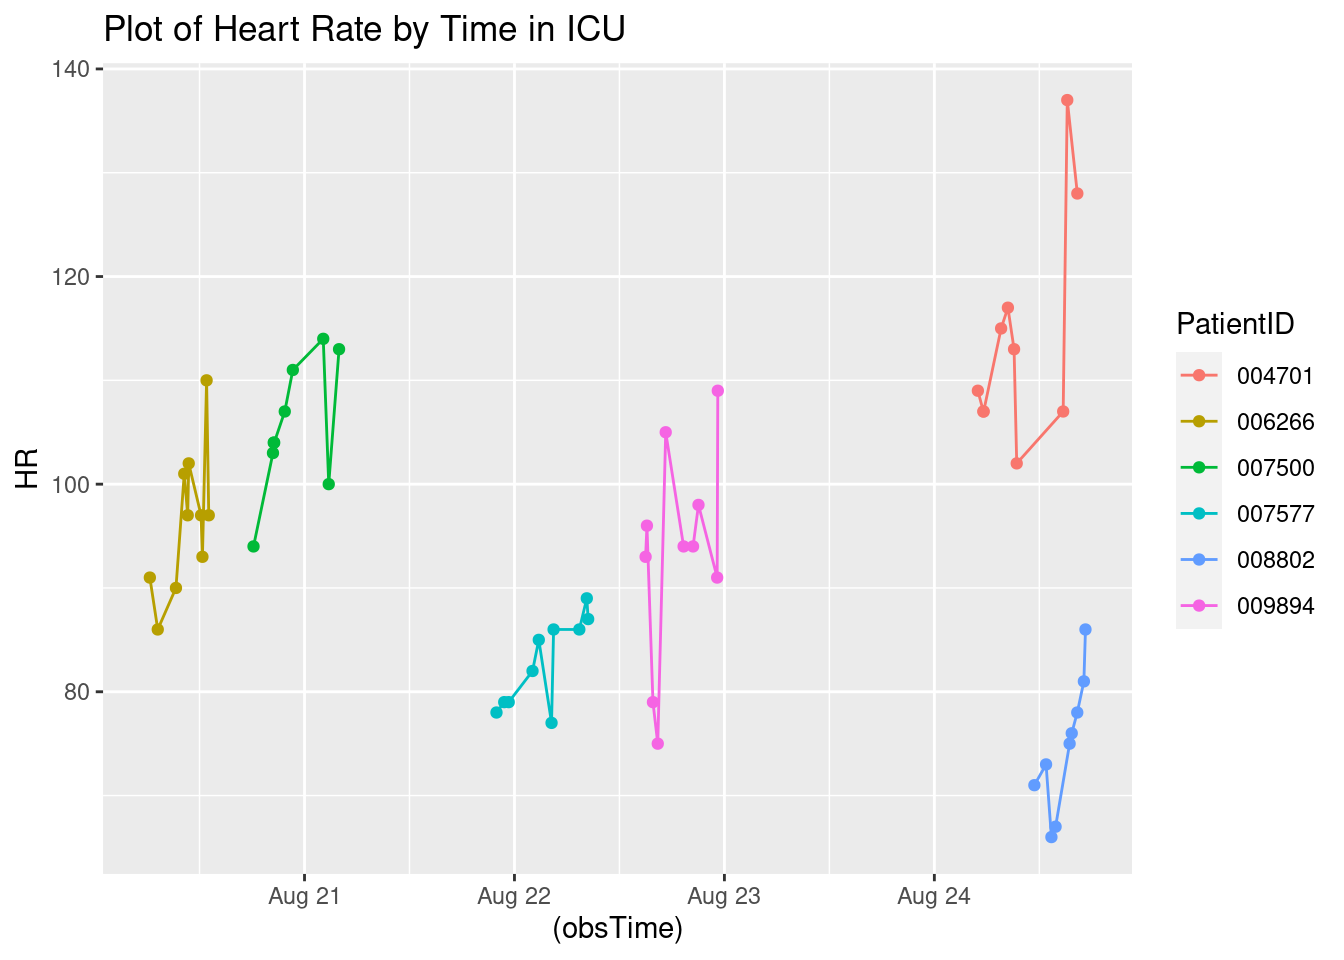 Plot of Heart Rate by Time in ICU
140
120
100
80
HR
Aug 21
Aug 22
Aug 23
Aug 24
(obsTime)
PatientID
004701
006266
007500
007577
008802
009894